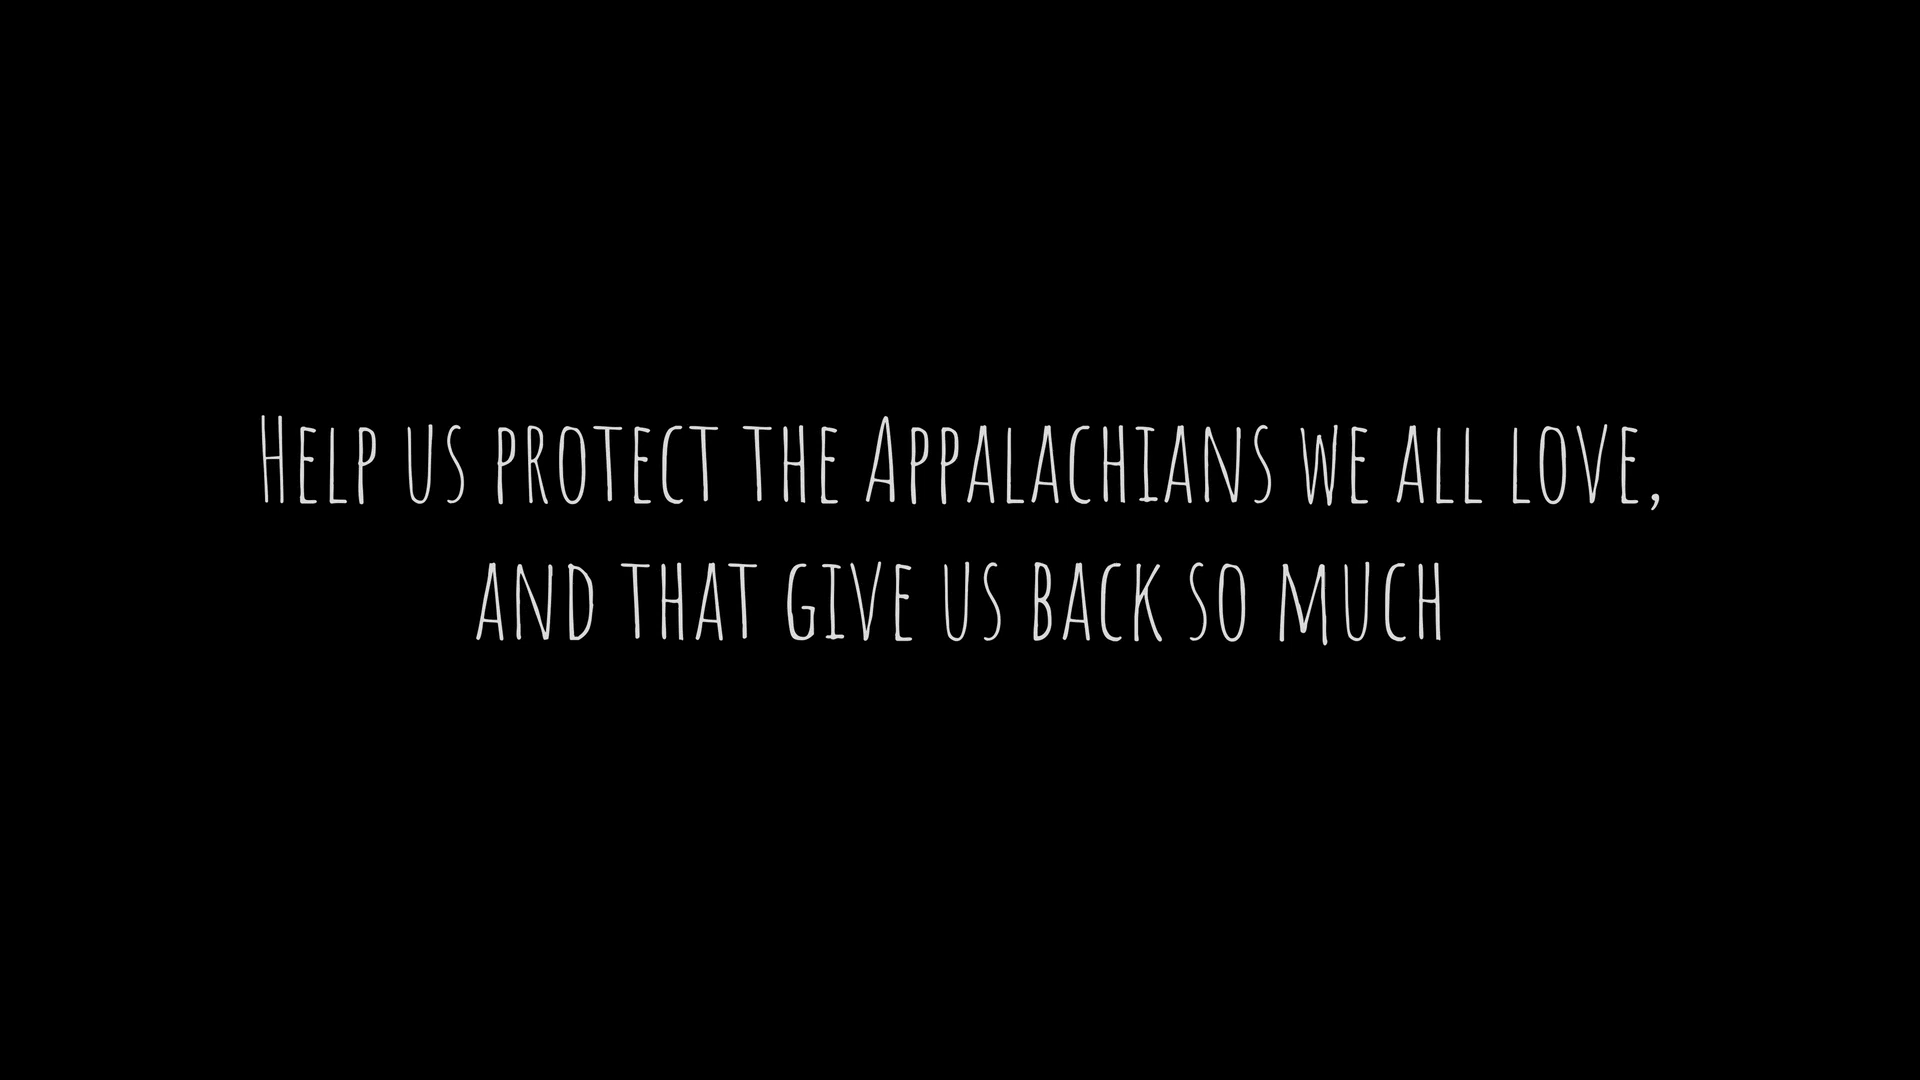 Help us protect the Appalachians we all love,
and that give us back so much